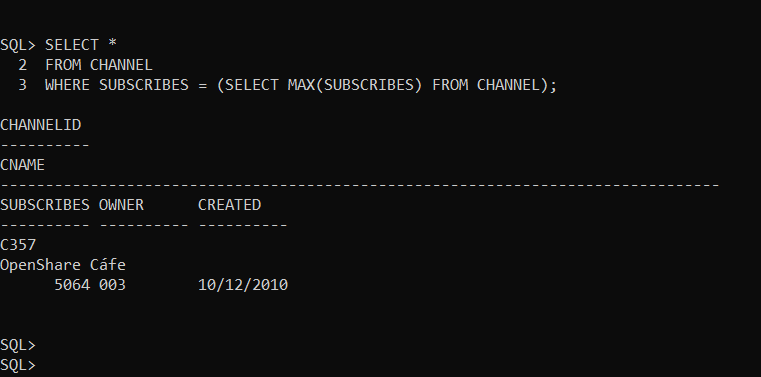 SQL> SELECT *
  2  FROM CHANNEL
  3  WHERE SUBSCRIBES = (SELECT MAX(SUBSCRIBES) FROM CHANNEL);
CHANNELID
----------
CNAME
--------------------------------------------------------------------------------
SUBSCRIBES OWNER      CREATED
---------- ---------- ----------
C357
OpenShare Cáfe
      5064 003        10/12/2010
SQL>
SQL>